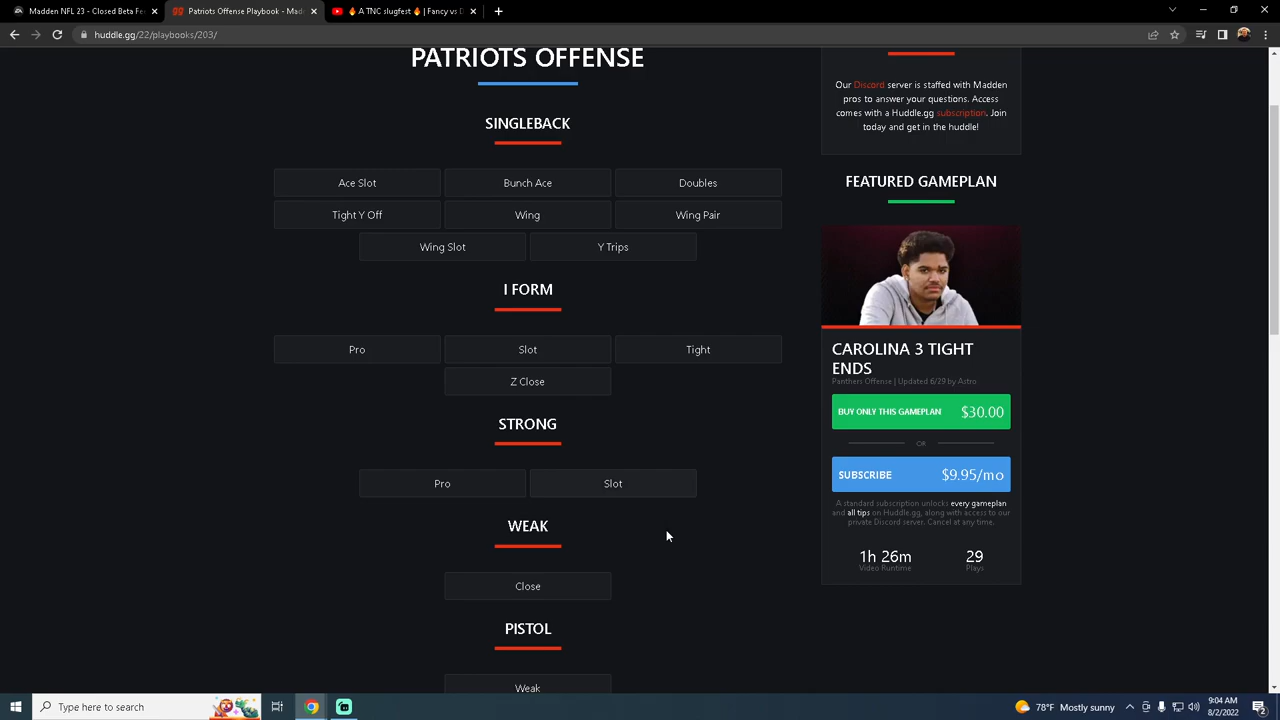 Madden NFL 23 - Closed Beta Fe
Patriots Offense Playbook - Mad
🔥 A TNC slugfest 🔥 | Fancy vs D
huddle.gg/22/playbooks/203/
PATRIOTS OFFENSE
SINGLEBACK
Ace Slot
Bunch Ace
Doubles
Tight Y Off
Wing
Wing Pair
Wing Slot
Y Trips
I FORM
Pro
Slot
Tight
Z Close
STRONG
Pro
Slot
WEAK
Close
PISTOL
Weak
Our Discord server is staffed with Madden
pros to answer your questions. Access
comes with a Huddle.gg subscription. Join
today and get in the huddle!
FEATURED GAMEPLAN
CAROLINA 3 TIGHT
ENDS
Panthers Offense | Updated 6/29 by Astro
BUY ONLY THIS GAMEPLAN $30.00
OR
SUBSCRIBE $9.95/mo
A standard subscription unlocks every gameplan
and all tips on Huddle.gg, along with access to our
private Discord server. Cancel at any time.
1h 26m
Video Runtime
29
Plays
Type here to search
78°F Mostly sunny
9:04 AM
8/2/2022
2